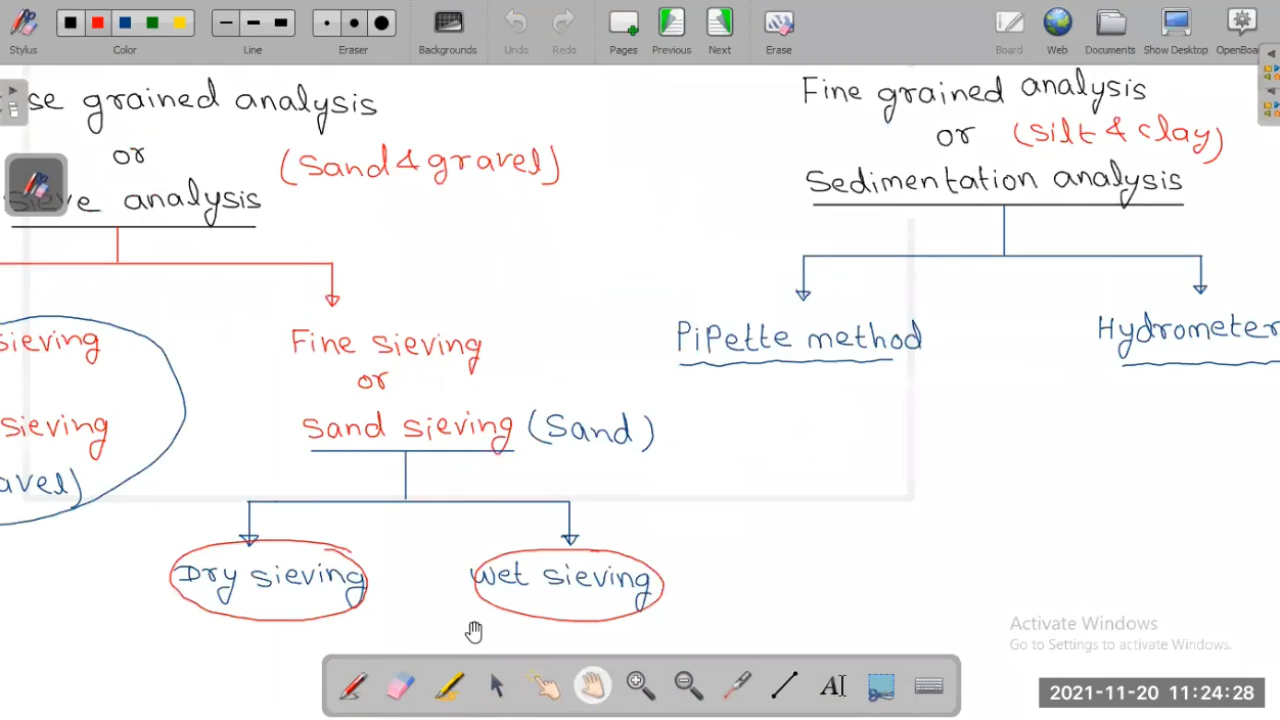 Stylus
Color
Line
Eraser
Backgrounds
Undo
Redo
Pages
Previous
Next
Erase
Board
Web
Documents
Show Desktop
OpenBoa
se grained analysis
or
(Sand & gravel)
sieve analysis
sieving
sieving
avel)
Fine sieving
or
Sand sieving (Sand)
Dry sieving
Wet sieving
Fine grained analysis
or (Silt & clay)
Sedimentation analysis
PiPette method
Hydrometer
Activate Windows
Go to Settings to activate Windows.
2021-11-20 11:24:28